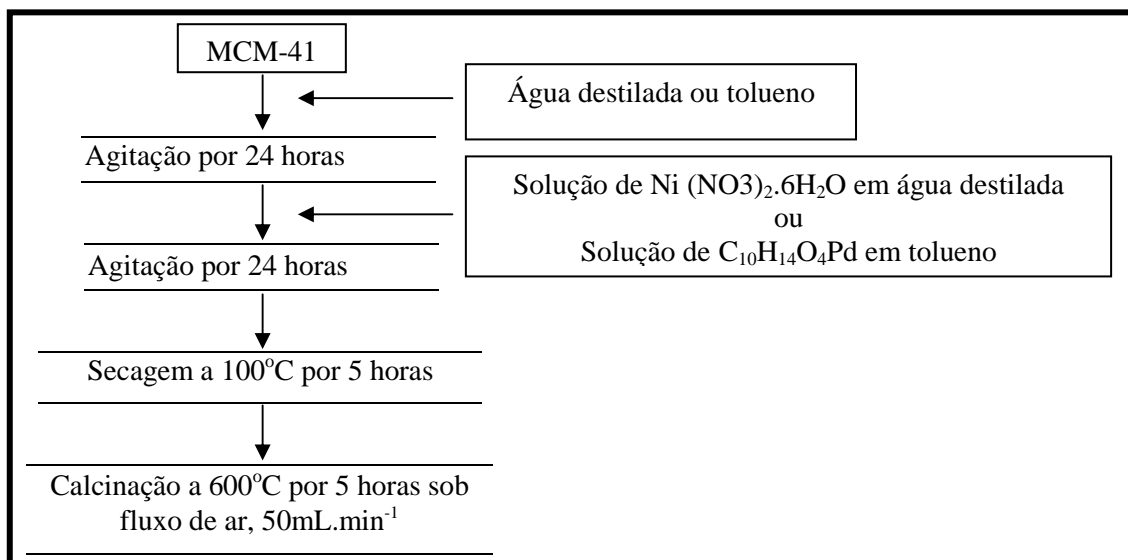 MCM-41
Água destilada ou tolueno
Agitação por 24 horas
Solução de Ni (NO3)₂.6H₂O em água destilada
ou
Solução de C₁₀H₁₄O₄Pd em tolueno
Agitação por 24 horas
Secagem a 100ºC por 5 horas
Calcinação a 600ºC por 5 horas sob
fluxo de ar, 50mL.min⁻¹